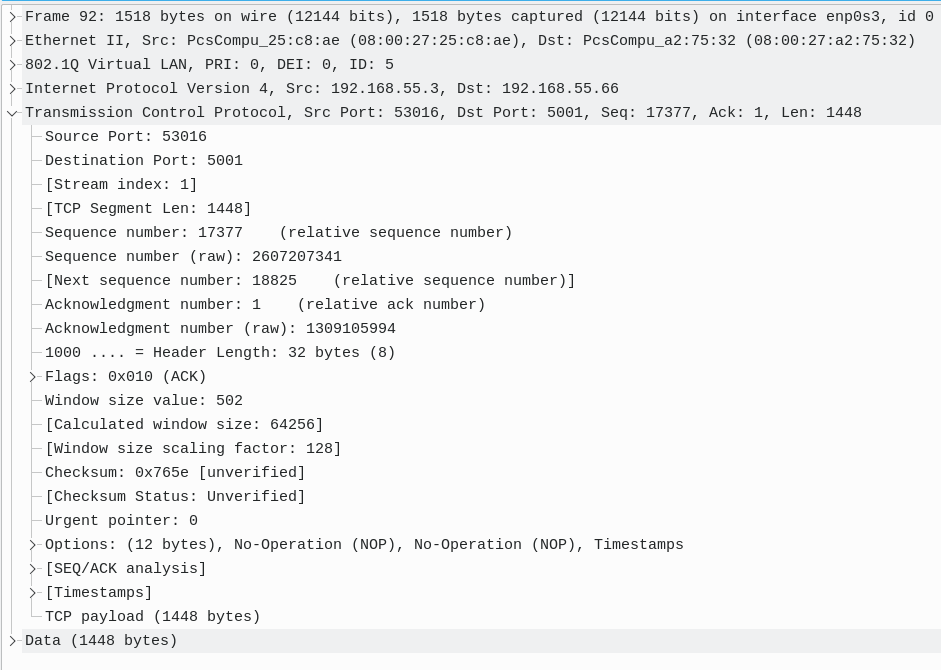 Frame 92: 1518 bytes on wire (12144 bits), 1518 bytes captured (12144 bits) on interface enp0s3, id 0
Ethernet II, Src: PcsCompu_25:c8:ae (08:00:27:25:c8:ae), Dst: PcsCompu_a2:75:32 (08:00:27:a2:75:32)
802.1Q Virtual LAN, PRI: 0, DEI: 0, ID: 5
Internet Protocol Version 4, Src: 192.168.55.3, Dst: 192.168.55.66
Transmission Control Protocol, Src Port: 53016, Dst Port: 5001, Seq: 17377, Ack: 1, Len: 1448
Source Port: 53016
Destination Port: 5001
[Stream index: 1]
[TCP Segment Len: 1448]
Sequence number: 17377    (relative sequence number)
Sequence number (raw): 2607207341
[Next sequence number: 18825    (relative sequence number)]
Acknowledgment number: 1    (relative ack number)
Acknowledgment number (raw): 1309105994
1000 .... = Header Length: 32 bytes (8)
Flags: 0x010 (ACK)
Window size value: 502
[Calculated window size: 64256]
[Window size scaling factor: 128]
Checksum: 0x765e [unverified]
[Checksum Status: Unverified]
Urgent pointer: 0
Options: (12 bytes), No-Operation (NOP), No-Operation (NOP), Timestamps
[SEQ/ACK analysis]
[Timestamps]
TCP payload (1448 bytes)
Data (1448 bytes)